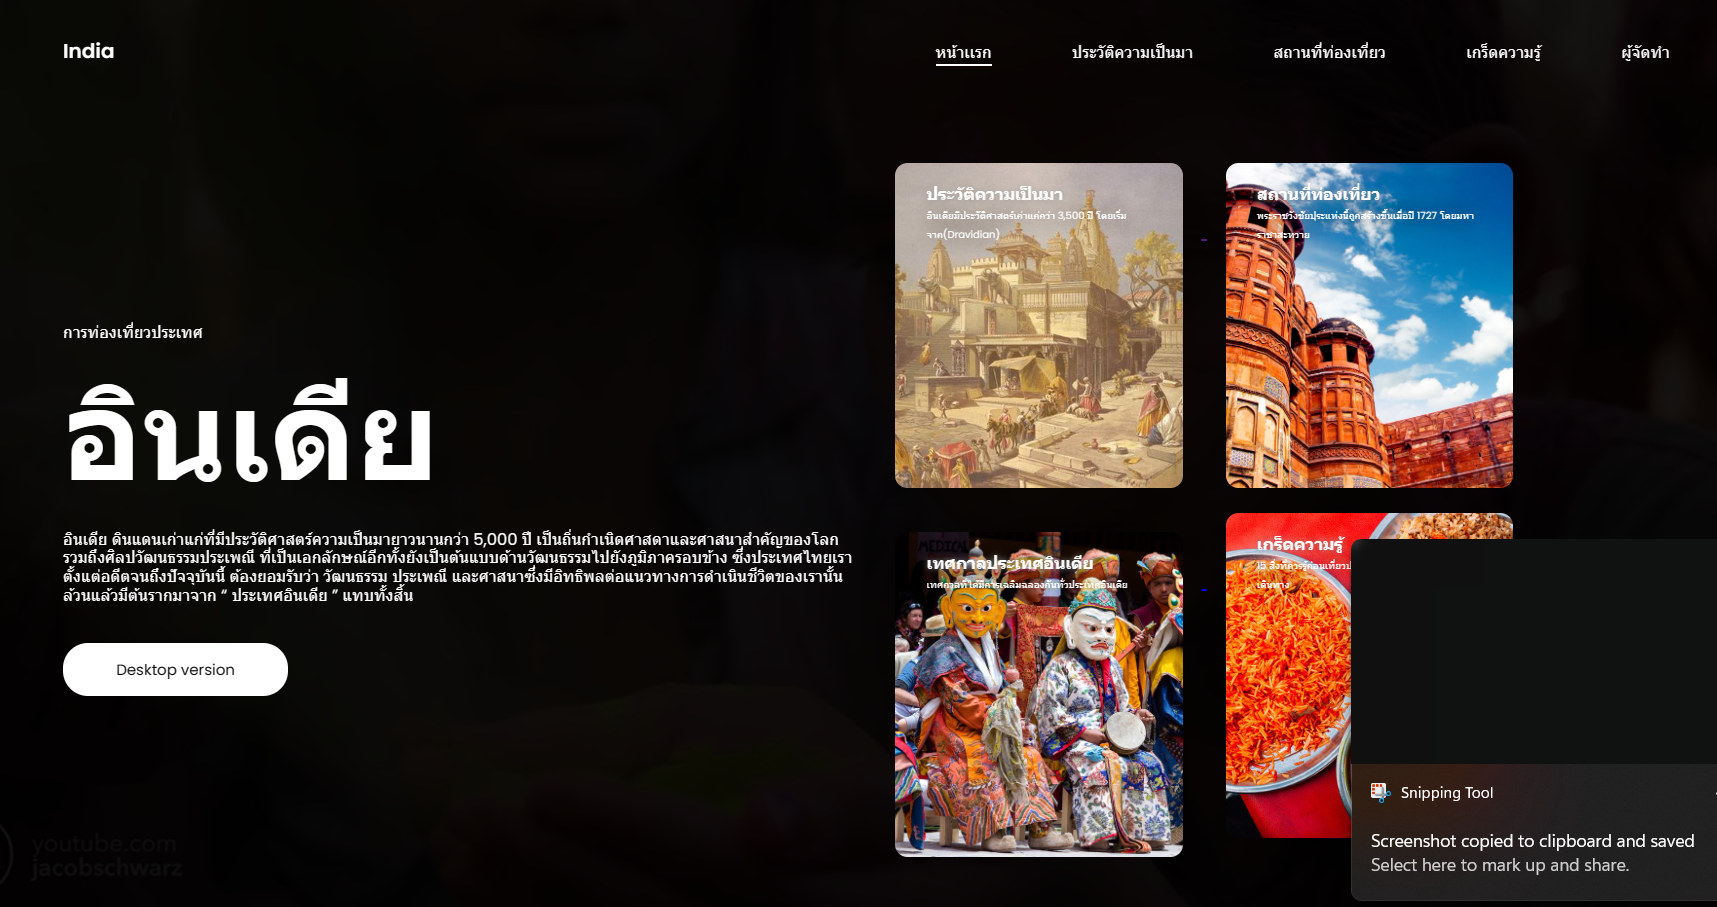 India
หน้าแรก
ประวัติความเป็นมา
สถานที่ท่องเที่ยว
เกร็ดความรู้
ผู้จัดทำ
การท่องเที่ยวประเทศ
อินเดีย
อินเดีย ดินแดนเก่าแก่ที่มีประวัติศาสตร์ความเป็นมายาวนานกว่า 5,000 ปี เป็นถิ่นกำเนิดศาสดาและศาสนาสำคัญของโลก
รวมถึงศิลปวัฒนธรรมประเพณี ที่เป็นเอกลักษณ์อีกทั้งยังเป็นต้นแบบด้านวัฒนธรรมไปยังภูมิภาครอบข้าง ซึ่งประเทศไทยเรา
ตั้งแต่อดีตจนถึงปัจจุบันนี้ ต้องยอมรับว่า วัฒนธรรม ประเพณี และศาสนาซึ่งมีอิทธิพลต่อแนวทางการดำเนินชีวิตของเรานั้น
ล้วนแล้วมีต้นรากมาจาก “ ประเทศอินเดีย ” แทบทั้งสิ้น
Desktop version
ประวัติความเป็นมา
อินเดียมีประวัติศาสตร์เก่าแก่กว่า 3,500 ปี โดยเริ่ม
จาก(Dravidian)
สถานที่ท่องเที่ยว
พระราชวังชัยปุระแห่งนี้ถูกสร้างขึ้นเมื่อปี 1727 โดยมหา
ราชาสะหวาย
MEDICAL
เทศกาลประเทศอินเดีย
เทศกาลที่ได้มีการเฉลิมฉลองกันทั่วประเทศอินเดีย
เกร็ดความรู้
15 สิ่งที่ควรรู้ก่อนเที่ยว
เดินทาง
youtube.com
jacobschwarz
Snipping Tool
Screenshot copied to clipboard and saved
Select here to mark up and share.